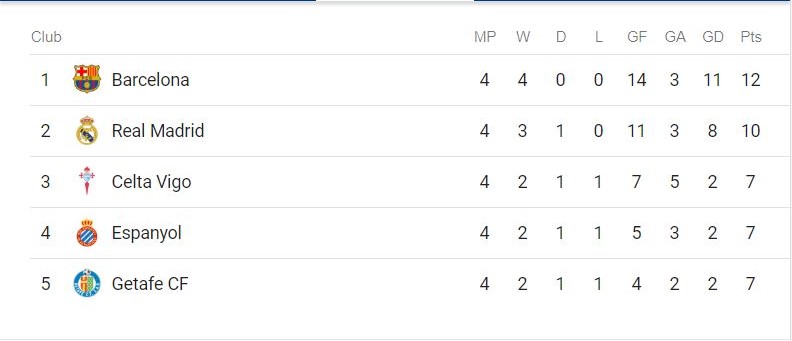 Club MP W D L GF GA GD Pts
1 Barcelona 4 4 0 0 14 3 11 12
2 Real Madrid 4 3 1 0 11 3 8 10
3 Celta Vigo 4 2 1 1 7 5 2 7
4 Espanyol 4 2 1 1 5 3 2 7
5 Getafe CF 4 2 1 1 4 2 2 7